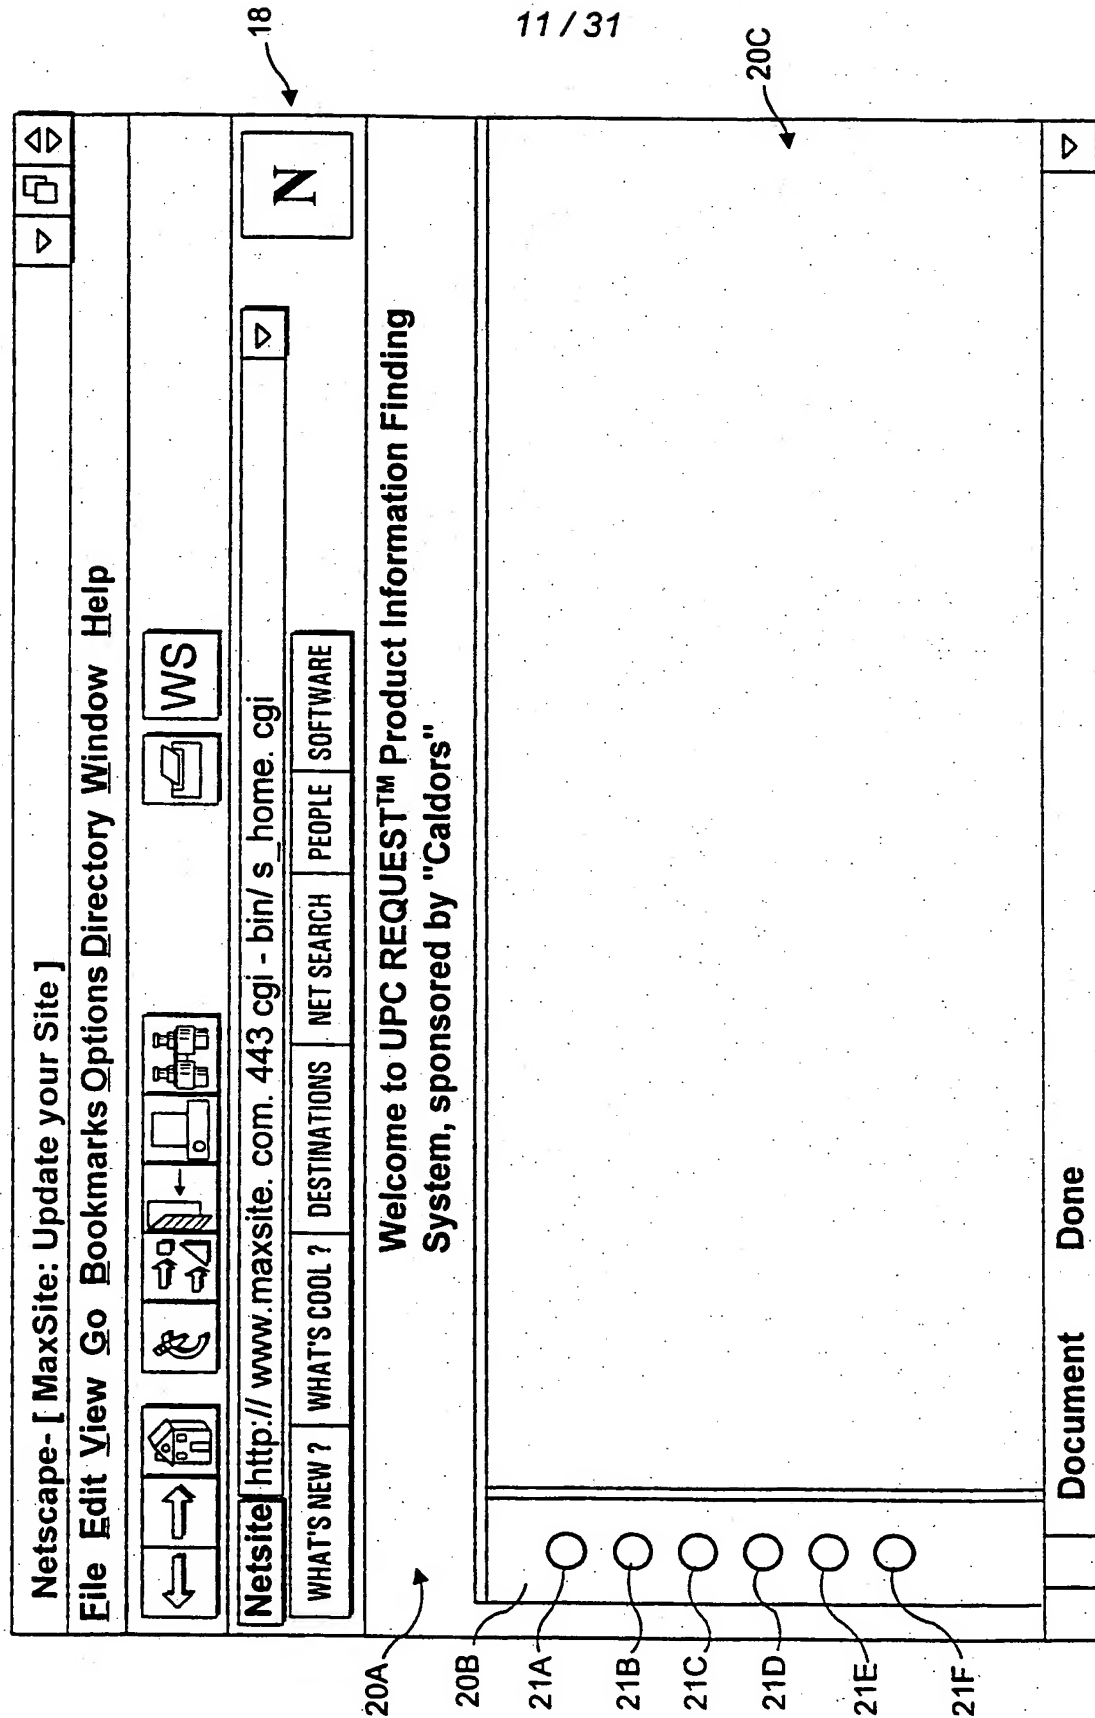 11 / 31
18
Netscape- [ MaxSite: Update your Site ]
File Edit View Go Bookmarks Options Directory Window Help
WS
Netsite http:// www.maxsite. com. 443 cgi - bin/ s_home. cgi
N
WHAT'S NEW ? WHAT'S COOL ? DESTINATIONS NET SEARCH PEOPLE SOFTWARE
20A
Welcome to UPC REQUEST™ Product Information Finding
System, sponsored by "Caldors"
20B
20C
21A
21B
21C
21D
21E
21F
Document Done